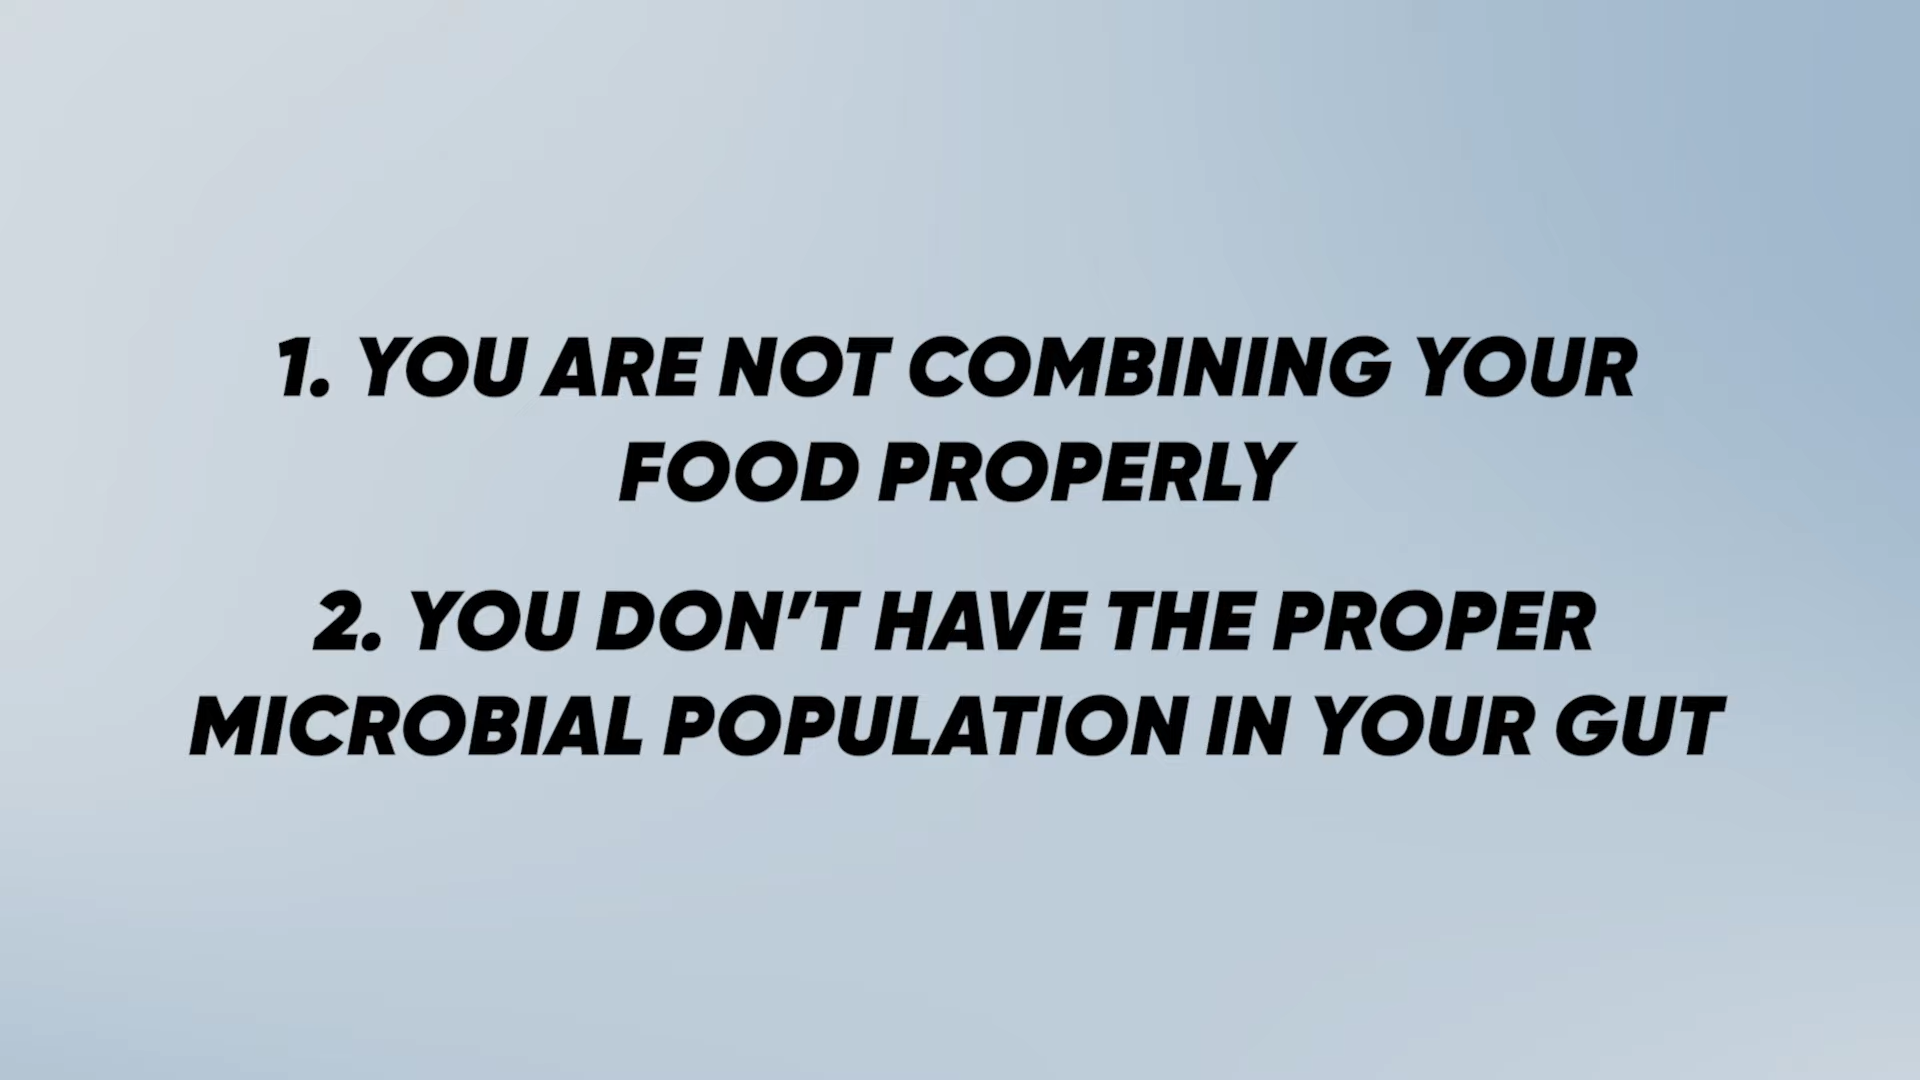 1. YOU ARE NOT COMBINING YOUR
FOOD PROPERLY
2. YOU DON’T HAVE THE PROPER
MICROBIAL POPULATION IN YOUR GUT